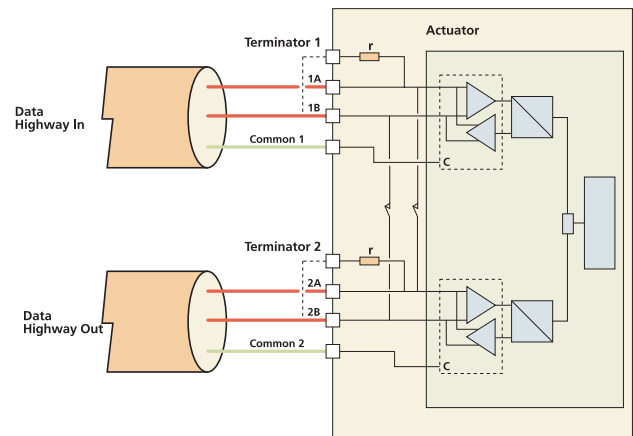 Actuator
Terminator 1
r
1A
Data
Highway In
1B
Common 1
C
Terminator 2
r
2A
Data
Highway Out
2B
Common 2
C